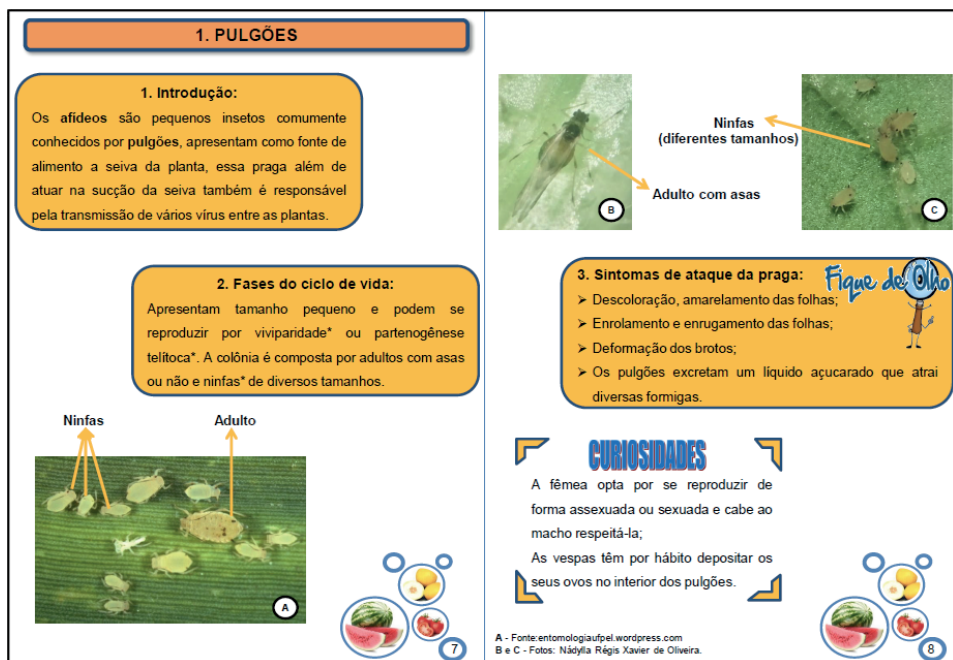 1. PULGÕES
1. Introdução:
Os afídeos são pequenos insetos comumente
conhecidos por pulgões, apresentam como fonte de
alimento a seiva da planta, essa praga além de
atuar na sucção da seiva também é responsável
pela transmissão de vários vírus entre as plantas.
2. Fases do ciclo de vida:
Apresentam tamanho pequeno e podem se
reproduzir por viviparidade* ou partenogênese
telítoca*. A colônia é composta por adultos com asas
ou não e ninfas* de diversos tamanhos.
Ninfas
Adulto
A
7
Ninfas
(diferentes tamanhos)
Adulto com asas
B
C
3. Sintomas de ataque da praga:
Fique de Olho
➢ Descoloração, amarelamento das folhas;
➢ Enrolamento e enrugamento das folhas;
➢ Deformação dos brotos;
➢ Os pulgões excretam um líquido açucarado que atrai
diversas formigas.
CURIOSIDADES
A fêmea opta por se reproduzir de
forma assexuada ou sexuada e cabe ao
macho respeitá-la;
As vespas têm por hábito depositar os
seus ovos no interior dos pulgões.
A - Fonte:entomologiaufpel.wordpress.com
B e C - Fotos: Nádylla Régis Xavier de Oliveira.
8